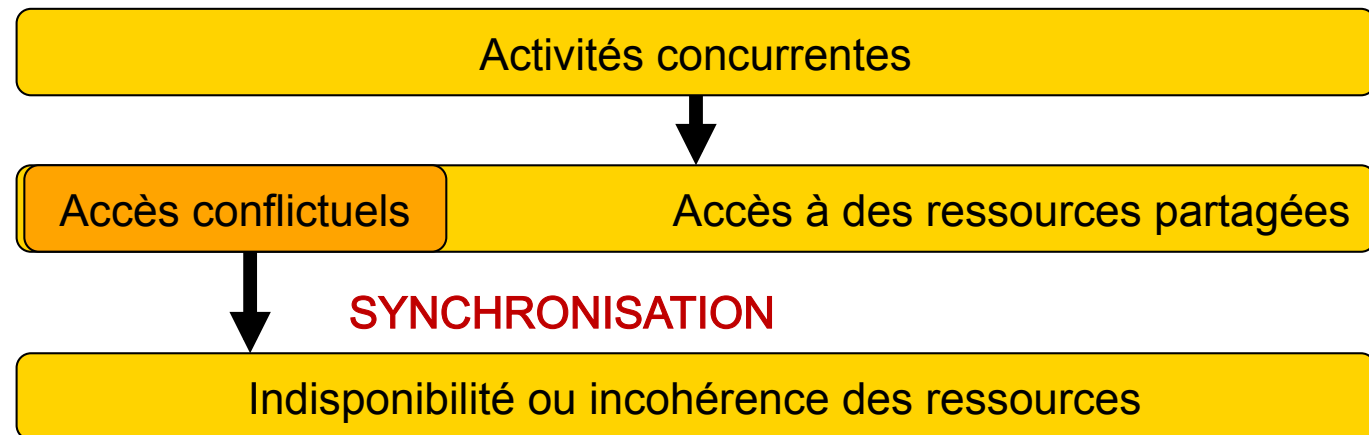 Activités concurrentes
Accès conflictuels
Accès à des ressources partagées
SYNCHRONISATION
Indisponibilité ou incohérence des ressources